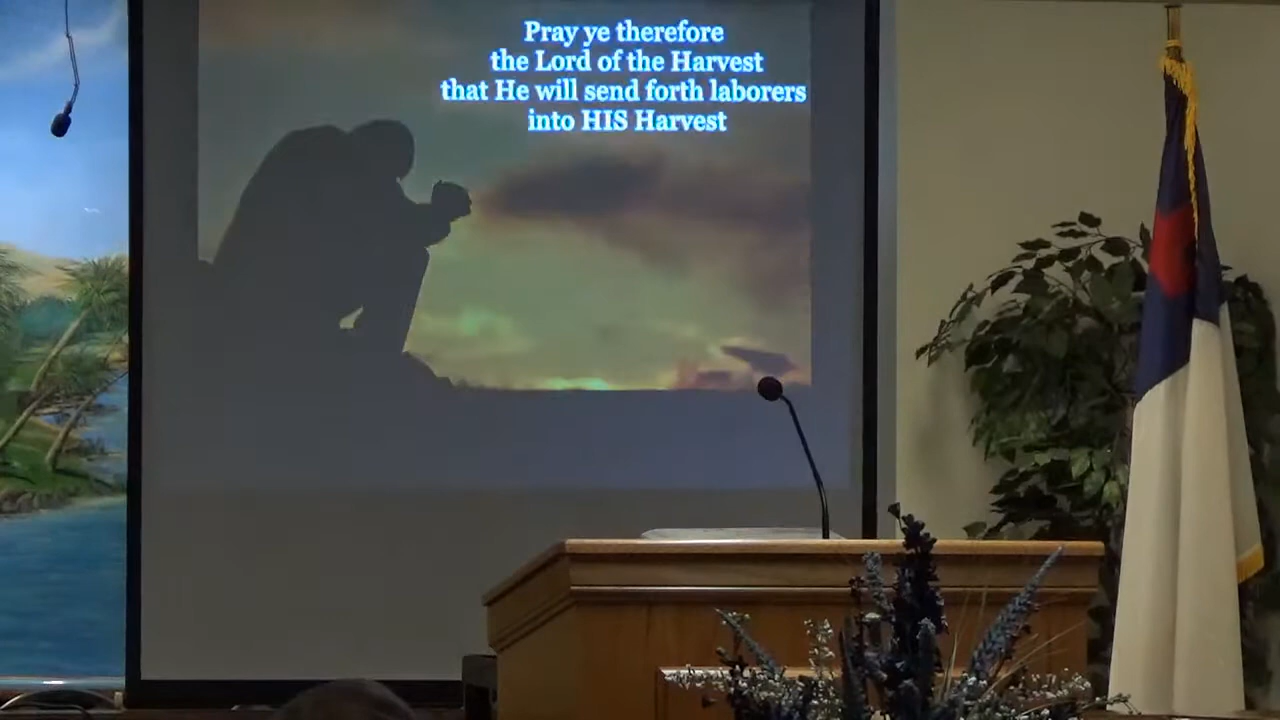 Pray ye therefore
the Lord of the Harvest
that He will send forth laborers
into HIS Harvest